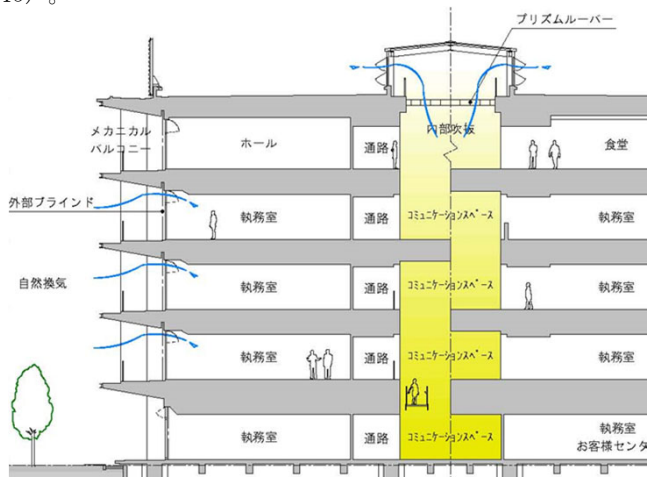 46）。
プリズムルーバー
メカニカル
バルコニー
ホール
通路
内部吹抜
食堂
外部ブラインド
執務室
通路
コミュニケーションスペース
執務室
自然換気
執務室
通路
コミュニケーションスペース
執務室
執務室
通路
コミュニケーションスペース
執務室
執務室
通路
コミュニケーションスペース
執務室
お客様センタ